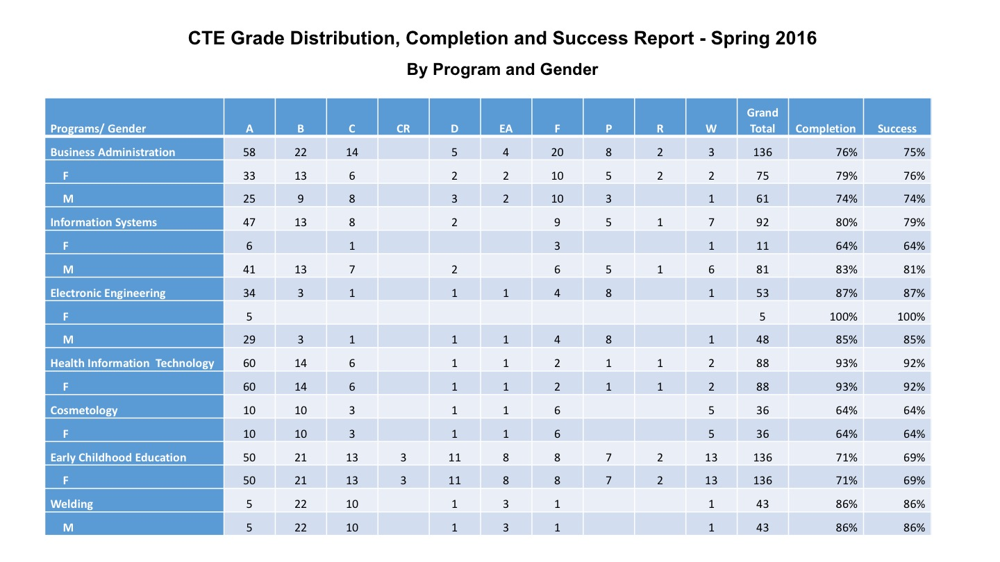 CTE Grade Distribution, Completion and Success Report - Spring 2016
By Program and Gender
Programs/ Gender A B C CR D EA F P R W Grand Total Completion Success
Business Administration 58 22 14 5 4 20 8 2 3 136 76% 75%
F 33 13 6 2 2 10 5 2 2 75 79% 76%
M 25 9 8 3 2 10 3 1 61 74% 74%
Information Systems 47 13 8 2 9 5 1 7 92 80% 79%
F 6 1 3 1 11 64% 64%
M 41 13 7 2 6 5 1 6 81 83% 81%
Electronic Engineering 34 3 1 1 1 4 8 1 53 87% 87%
F 5 5 100% 100%
M 29 3 1 1 1 4 8 1 48 85% 85%
Health Information  Technology 60 14 6 1 1 2 1 1 2 88 93% 92%
F 60 14 6 1 1 2 1 1 2 88 93% 92%
Cosmetology 10 10 3 1 1 6 5 36 64% 64%
F 10 10 3 1 1 6 5 36 64% 64%
Early Childhood Education 50 21 13 3 11 8 8 7 2 13 136 71% 69%
F 50 21 13 3 11 8 8 7 2 13 136 71% 69%
Welding 5 22 10 1 3 1 1 43 86% 86%
M 5 22 10 1 3 1 1 43 86% 86%